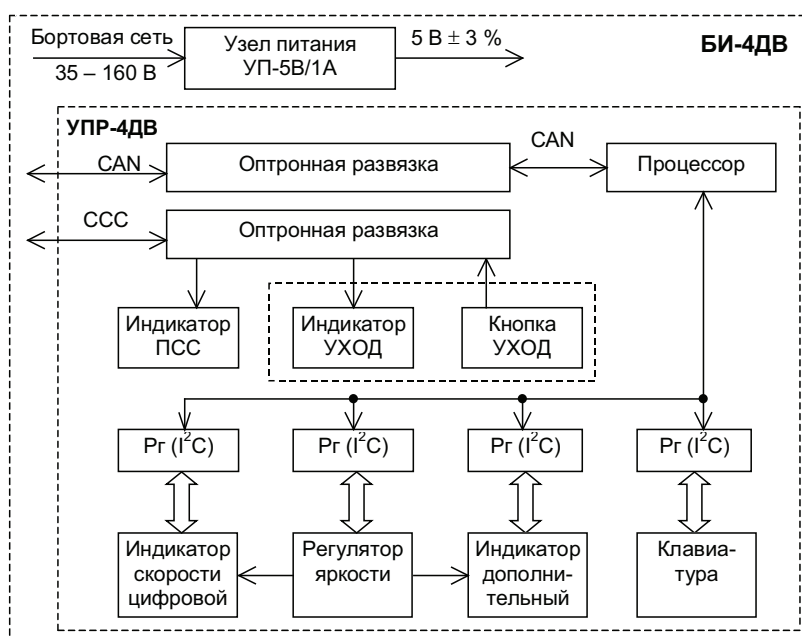 Бортовая сеть
35 – 160 В
Узел питания
УП-5В/1А
5 В ± 3 %
БИ-4ДВ
УПР-4ДВ
CAN
Оптронная развязка
CAN
Процессор
ССС
Оптронная развязка
Индикатор
ПСС
Индикатор
УХОД
Кнопка
УХОД
Рг (I²C)
Рг (I²C)
Рг (I²C)
Рг (I²C)
Индикатор
скорости
цифровой
Регулятор
яркости
Индикатор
дополни-
тельный
Клавиа-
тура